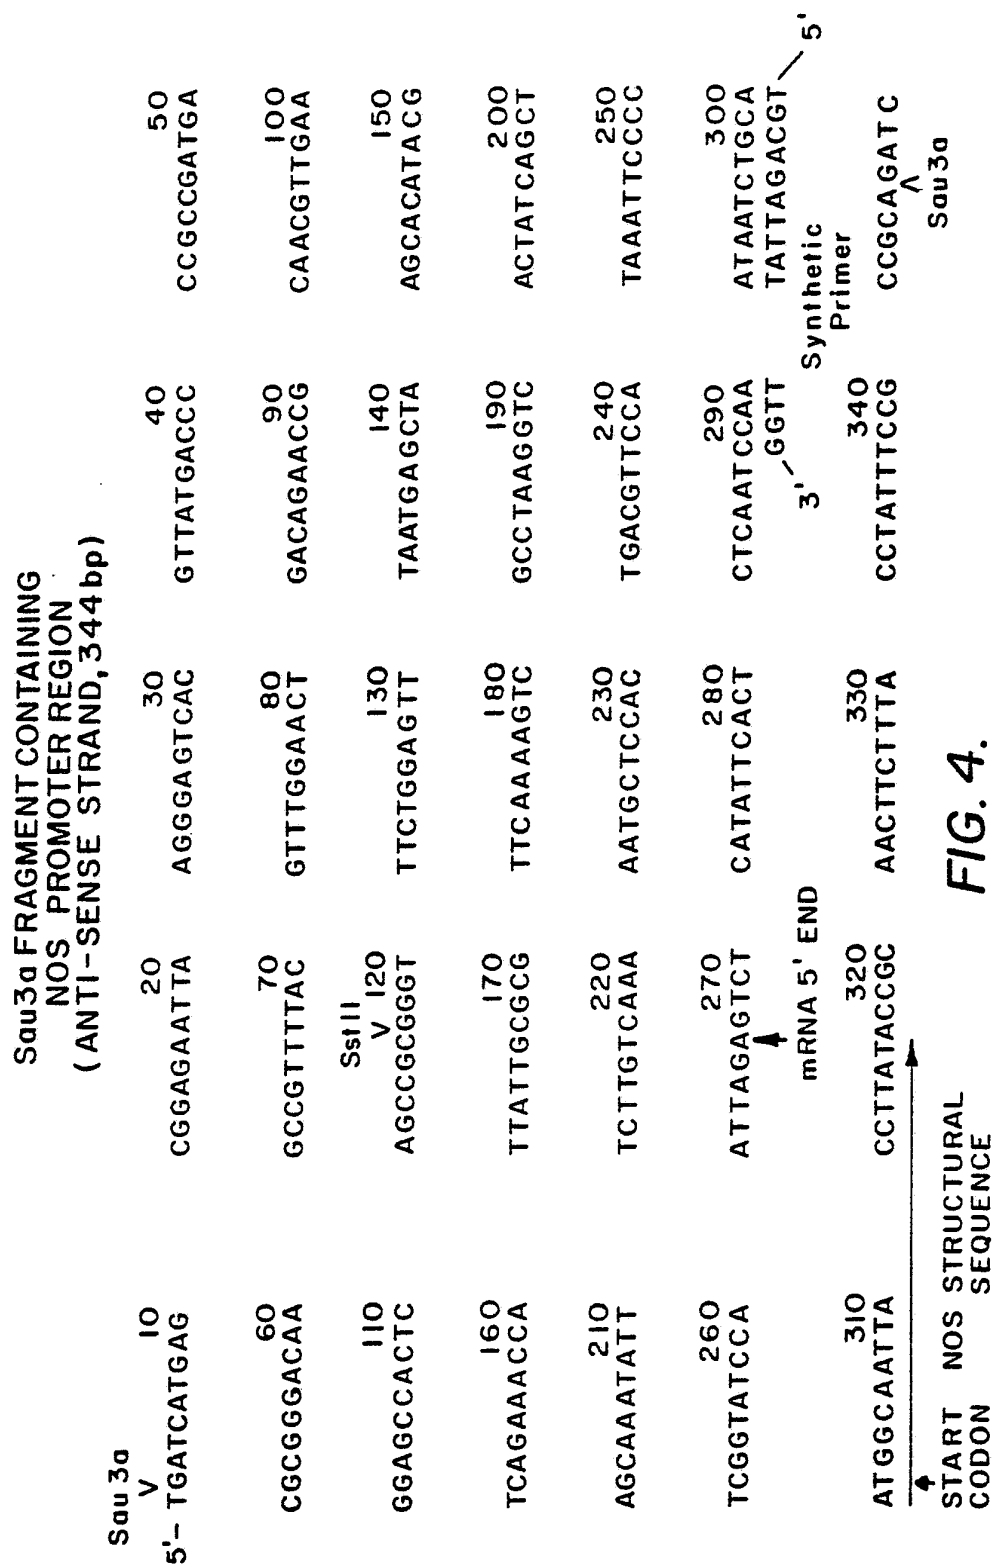 Sau3a FRAGMENT CONTAINING
NOS PROMOTER REGION
(ANTI-SENSE STRAND, 344 bp)
Sau 3a
V
10 20 30 40 50
5'- TGATCATGAG CGGAGAATTA AGGGAGTCAC GTTATGACCC CCGCCGATGA
60 70 80 90 100
CGCGGGACAA GCCGTTTTAC GTTTGGAACT GACAGAACCG CAACGTTGAA
SstII
V
110 120 130 140 150
GGAGCCACTC AGCCGCGGGT TTCTGGAGTT TAATGAGCTA AGCACATACG
160 170 180 190 200
TCAGAAACCA TTATTGCGCG TTCAAAAGTC GCCTAAGGTC ACTATCAGCT
210 220 230 240 250
AGCAAATATT TCTTGTCAAA AATGCTCCAC TGACGTTCCA TAAATTCCCC
260 270 280 290 300
TCGGTATCCA ATTAGAGTCT CATATTCACT CTCAATCCAA ATAATCTGCA
GGTT TATTAGACGT
3' 5'
mRNA 5' END
Synthetic
Primer
310 320 330 340
ATGGCAATTA CCTTATACCGC AACTTCTTTA CCTATTTCCG CCGCAGATC
^
Sau3a
START NOS STRUCTURAL
CODON SEQUENCE
FIG. 4.